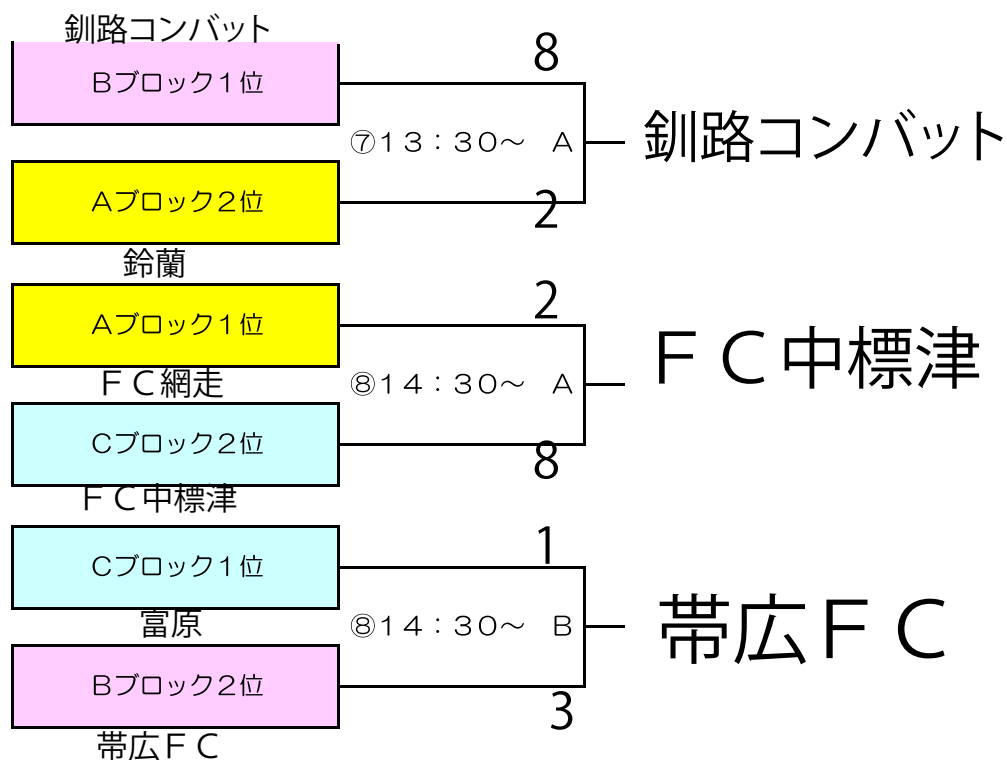 釧路コンバット
Bブロック１位
8
⑦１３：３０～　A
釧路コンバット
Aブロック２位
2
鈴蘭
Aブロック１位
2
ＦＣ網走
⑧１４：３０～　A
ＦＣ中標津
Cブロック２位
8
ＦＣ中標津
Cブロック１位
1
富原
⑧１４：３０～　B
帯広ＦＣ
Bブロック２位
3
帯広ＦＣ